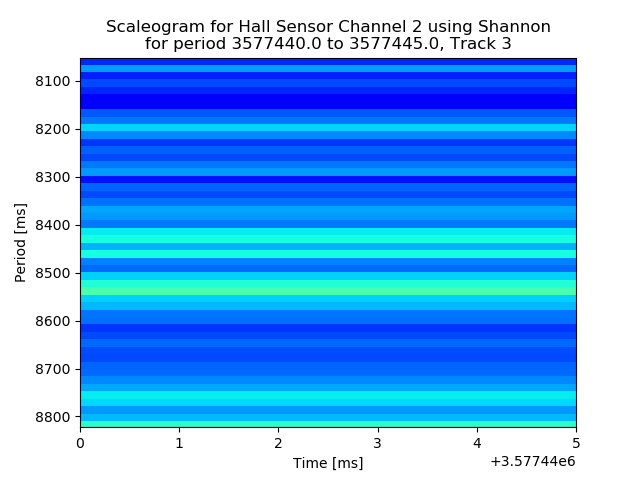 Scaleogram for Hall Sensor Channel 2 using Shannon
for period 3577440.0 to 3577445.0, Track 3
Period [ms]
8100
8200
8300
8400
8500
8600
8700
8800
0 1 2 3 4 5
Time [ms]
+3.57744e6